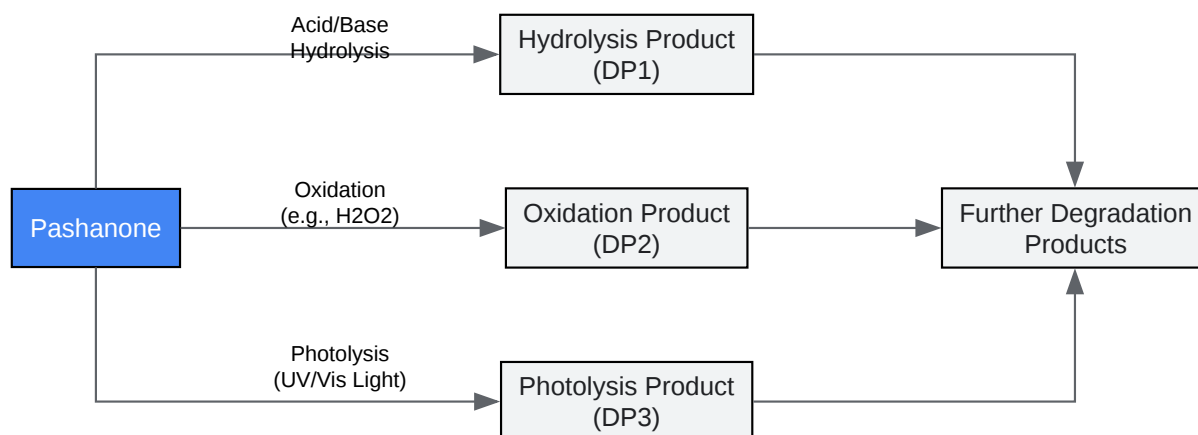 Acid/Base
Hydrolysis
Hydrolysis Product
(DP1)
Pashanone
Oxidation
(e.g., H2O2)
Oxidation Product
(DP2)
Further Degradation
Products
Photolysis
(UV/Vis Light)
Photolysis Product
(DP3)